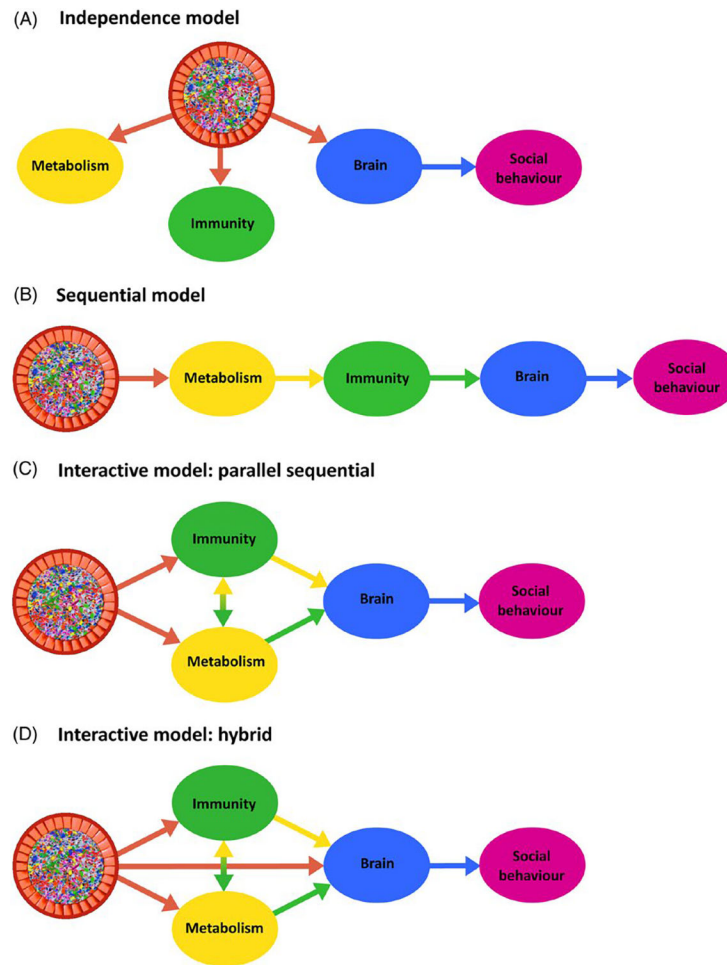 (A) Independence model
Metabolism
Brain
Social
behaviour
Immunity
(B) Sequential model
Metabolism
Immunity
Brain
Social
behaviour
(C) Interactive model: parallel sequential
Immunity
Brain
Social
behaviour
Metabolism
(D) Interactive model: hybrid
Immunity
Brain
Social
behaviour
Metabolism